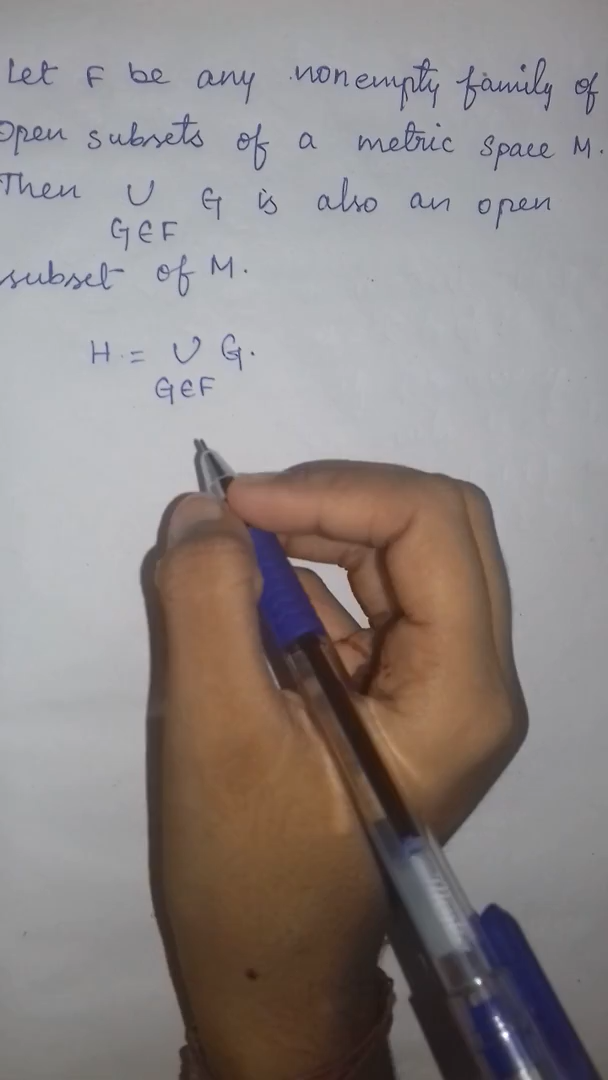 Let F be any nonempty family of
open subsets of a metric space M.
Then ∪ G is also an open
G∈F
subset of M.
H = ∪ G.
G∈F